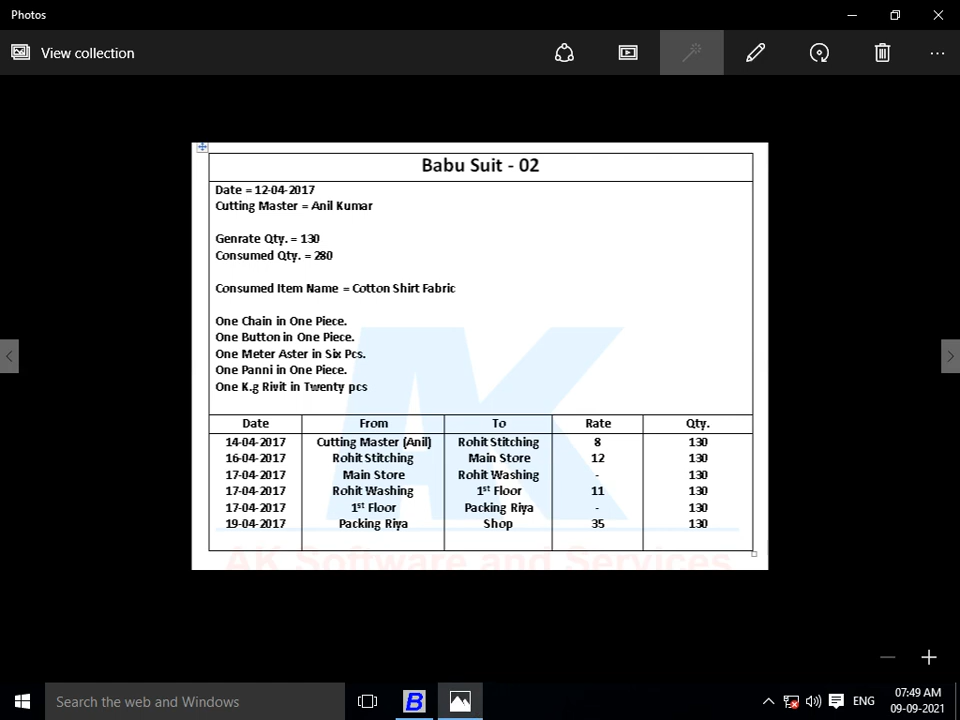 Photos
View collection
Babu Suit - 02
Date = 12-04-2017
Cutting Master = Anil Kumar
Genrate Qty. = 130
Consumed Qty. = 280
Consumed Item Name = Cotton Shirt Fabric
One Chain in One Piece.
One Button in One Piece.
One Meter Aster in Six Pcs.
One Panni in One Piece.
One K.g Rivit in Twenty pcs
Date From To Rate Qty.
14-04-2017 Cutting Master (Anil) Rohit Stitching 8 130
16-04-2017 Rohit Stitching Main Store 12 130
17-04-2017 Main Store Rohit Washing - 130
17-04-2017 Rohit Washing 1st Floor 11 130
17-04-2017 1st Floor Packing Riya - 130
19-04-2017 Packing Riya Shop 35 130
AK
AK Software and Services
Search the web and Windows
B
ENG
07:49 AM
09-09-2021